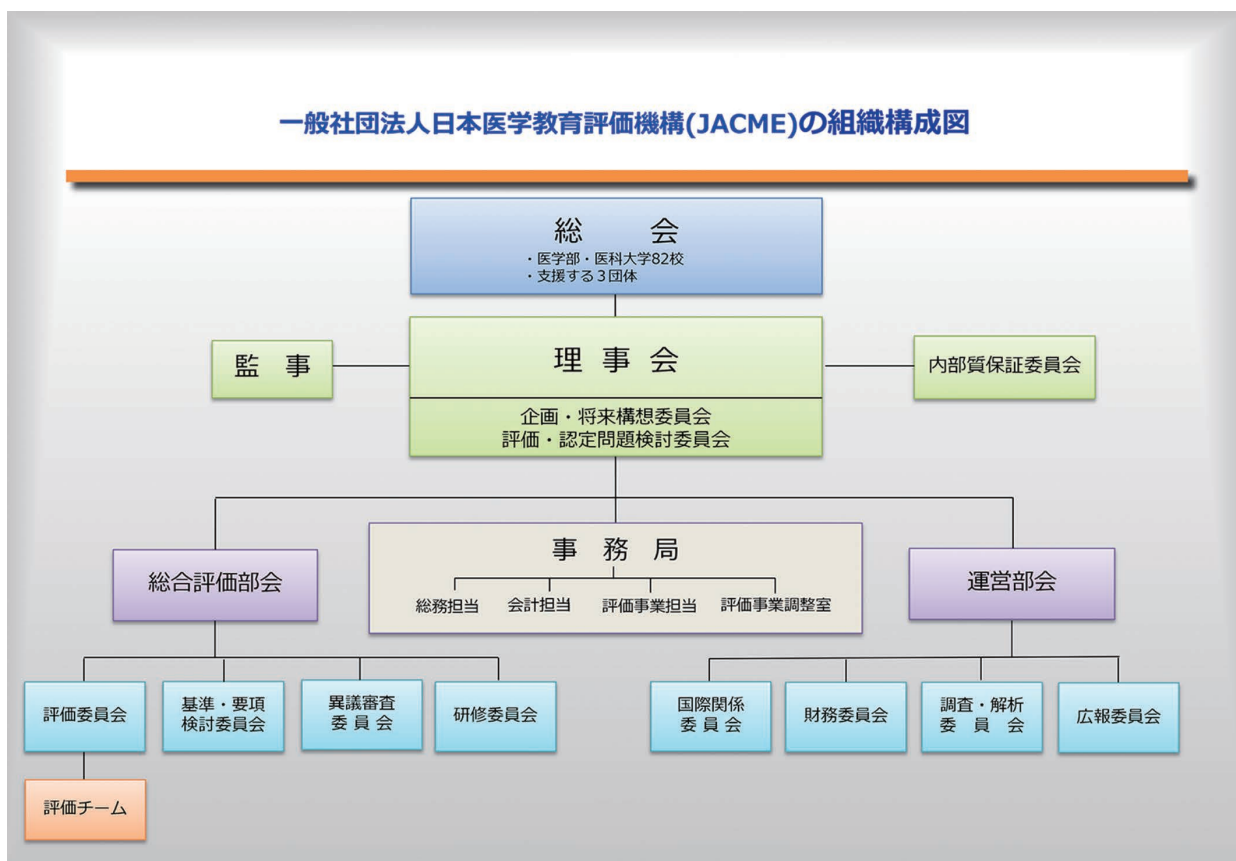 一般社団法人日本医学教育評価機構(JACME)の組織構成図
総　会
・医学部・医科大学82校
・支援する３団体
監　事
理 事 会
内部質保証委員会
企画・将来構想委員会
評価・認定問題検討委員会
総合評価部会
事 務 局
運営部会
総務担当
会計担当
評価事業担当
評価事業調整室
評価委員会
基準・要項
検討委員会
異議審査
委 員 会
研修委員会
国際関係
委 員 会
財務委員会
調査・解析
委　員　会
広報委員会
評価チーム